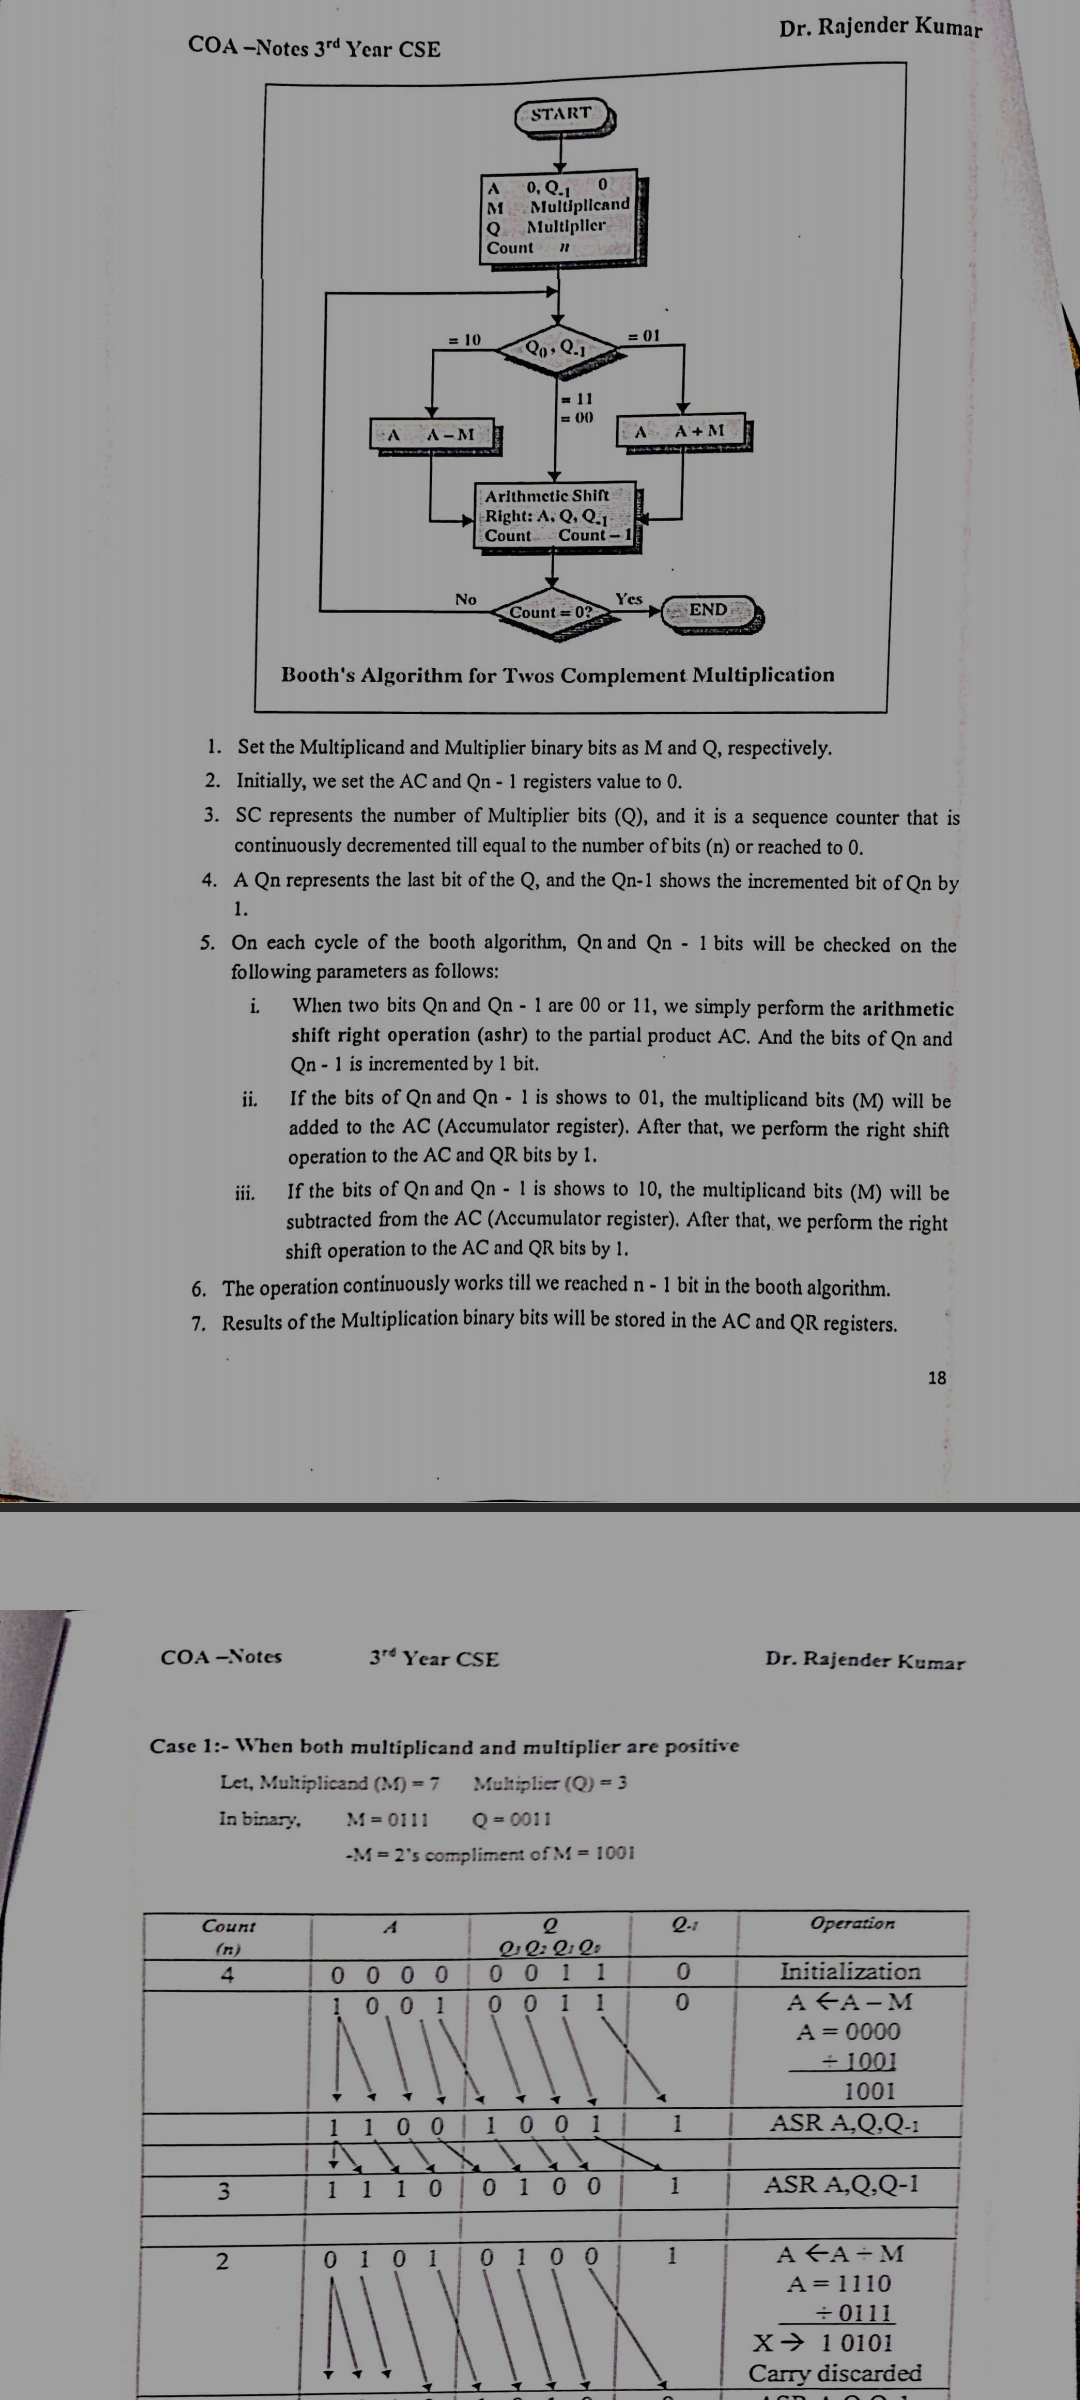 COA –Notes 3rd Year CSE
Dr. Rajender Kumar
START
A 0, Q-1 0
M Multiplicand
Q Multiplier
Count n
= 10
Q0, Q-1
= 01
= 11
= 00
A A – M
A A + M
Arithmetic Shift
Right: A, Q, Q-1
Count Count – 1
No
Count = 0?
Yes
END
Booth's Algorithm for Twos Complement Multiplication
1. Set the Multiplicand and Multiplier binary bits as M and Q, respectively.
2. Initially, we set the AC and Qn - 1 registers value to 0.
3. SC represents the number of Multiplier bits (Q), and it is a sequence counter that is
continuously decremented till equal to the number of bits (n) or reached to 0.
4. A Qn represents the last bit of the Q, and the Qn-1 shows the incremented bit of Qn by
1.
5. On each cycle of the booth algorithm, Qn and Qn - 1 bits will be checked on the
following parameters as follows:
i. When two bits Qn and Qn - 1 are 00 or 11, we simply perform the arithmetic
shift right operation (ashr) to the partial product AC. And the bits of Qn and
Qn - 1 is incremented by 1 bit.
ii. If the bits of Qn and Qn - 1 is shows to 01, the multiplicand bits (M) will be
added to the AC (Accumulator register). After that, we perform the right shift
operation to the AC and QR bits by 1.
iii. If the bits of Qn and Qn - 1 is shows to 10, the multiplicand bits (M) will be
subtracted from the AC (Accumulator register). After that, we perform the right
shift operation to the AC and QR bits by 1.
6. The operation continuously works till we reached n - 1 bit in the booth algorithm.
7. Results of the Multiplication binary bits will be stored in the AC and QR registers.
18
COA –Notes 3rd Year CSE Dr. Rajender Kumar
Case 1:- When both multiplicand and multiplier are positive
Let, Multiplicand (M) = 7 Multiplier (Q) = 3
In binary, M = 0111 Q = 0011
-M = 2's compliment of M = 1001
Count A Q Q-1 Operation
(n) Q3 Q2 Q1 Q0
4 0 0 0 0 0 0 1 1 0 Initialization
1 0 0 1 0 0 1 1 0 A ← A – M
A = 0000
+ 1001
1001
1 1 0 0 1 0 0 1 1 ASR A,Q,Q-1
3 1 1 1 0 0 1 0 0 1 ASR A,Q,Q-1
2 0 1 0 1 0 1 0 0 1 A ← A + M
A = 1110
+ 0111
X → 1 0101
Carry discarded